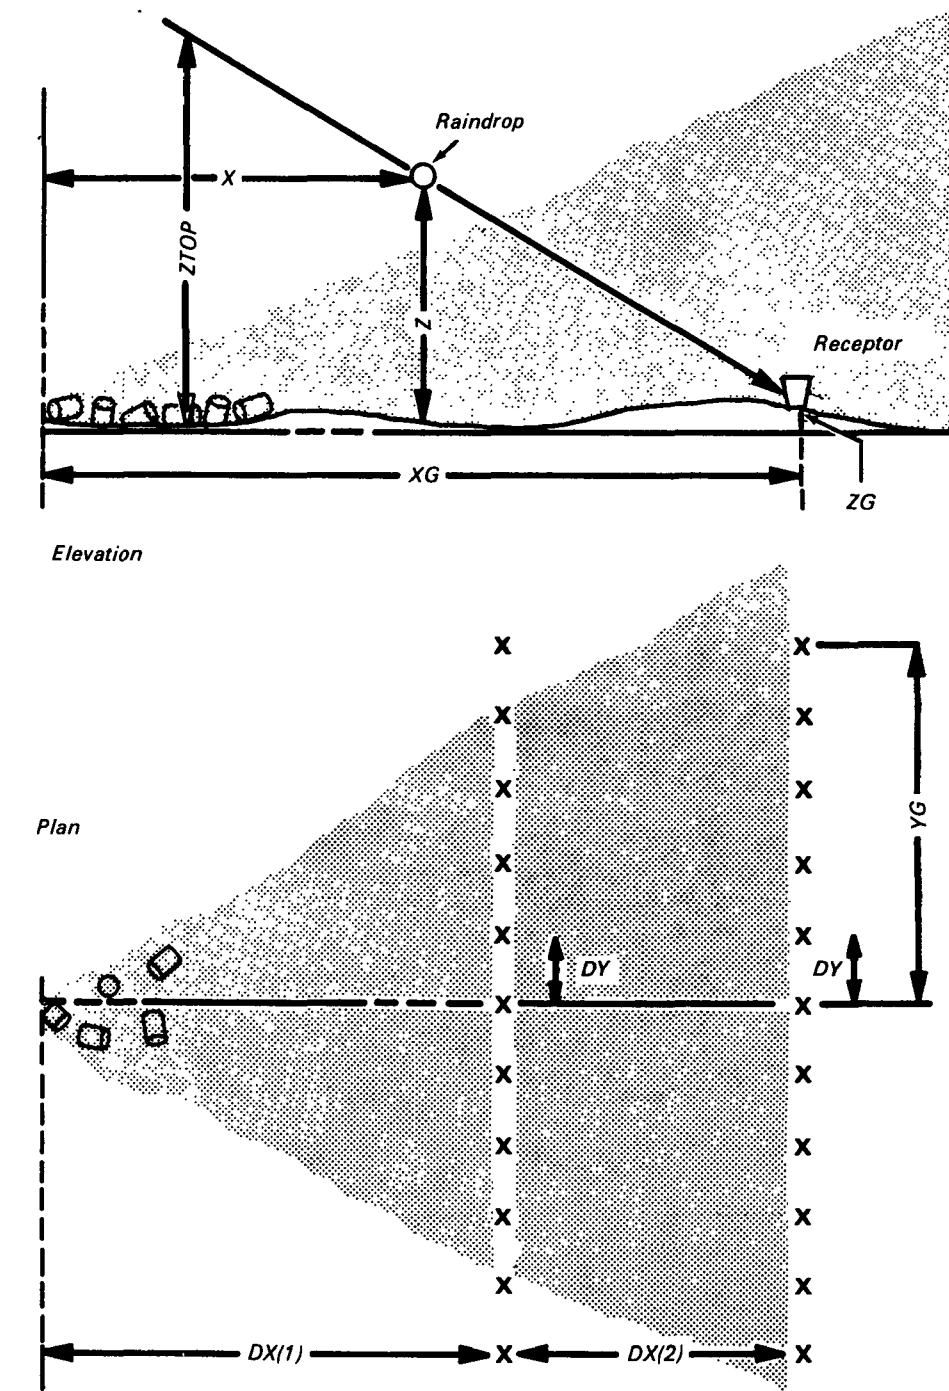 Raindrop
X
ZTOP
Z
Receptor
XG
ZG
Elevation
X X
X X
X X
YG
Plan
X X
X X
DY DY
X X
X X
X X
X X
X X
DX(1) X DX(2) X